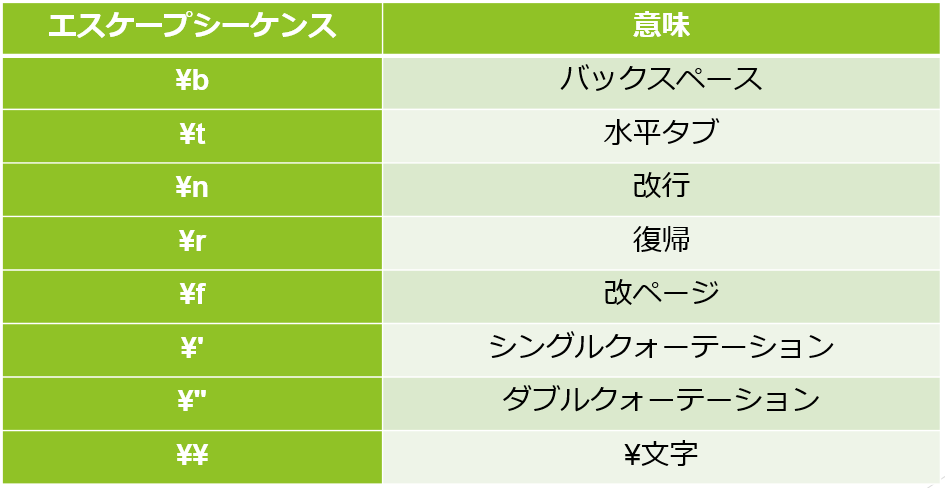 エスケープシーケンス 意味
¥b バックスペース
¥t 水平タブ
¥n 改行
¥r 復帰
¥f 改ページ
¥' シングルクォーテーション
¥" ダブルクォーテーション
¥¥ ¥文字